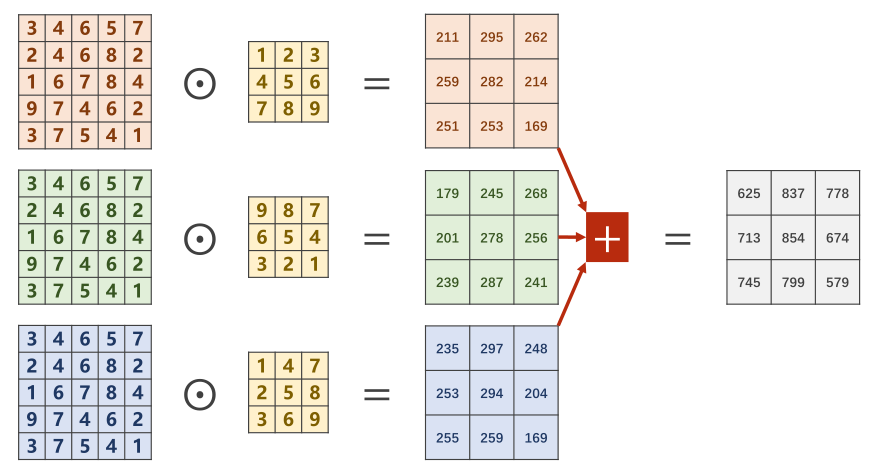 3 4 6 5 7
2 4 6 8 2
1 6 7 8 4
9 7 4 6 2
3 7 5 4 1
⊙
1 2 3
4 5 6
7 8 9
=
211 295 262
259 282 214
251 253 169
3 4 6 5 7
2 4 6 8 2
1 6 7 8 4
9 7 4 6 2
3 7 5 4 1
⊙
9 8 7
6 5 4
3 2 1
=
179 245 268
201 278 256
239 287 241
+
=
625 837 778
713 854 674
745 799 579
3 4 6 5 7
2 4 6 8 2
1 6 7 8 4
9 7 4 6 2
3 7 5 4 1
⊙
1 4 7
2 5 8
3 6 9
=
235 297 248
253 294 204
255 259 169